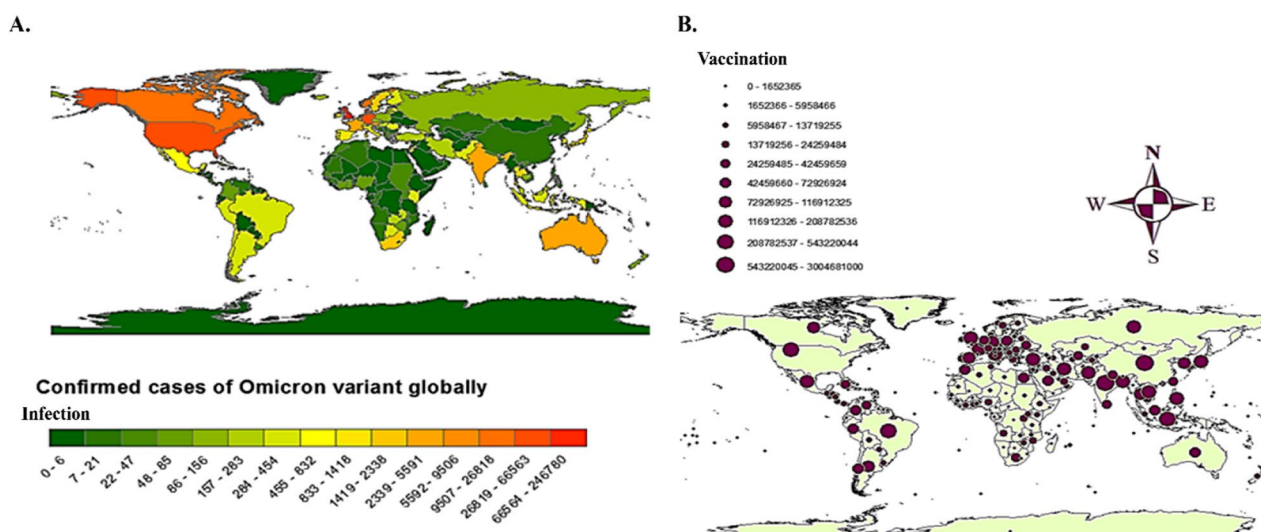 A.
B.
Vaccination
0 - 1652365
1652366 - 5958466
5958467 - 13719255
13719256 - 24259484
24259485 - 42459659
42459660 - 72926924
72926925 - 116912325
116912326 - 208782536
208782537 - 543220044
543220045 - 3004681000
N
W E
S
Confirmed cases of Omicron variant globally
Infection
0 - 6
7 - 21
22 - 47
48 - 85
86 - 156
157 - 283
284 - 454
455 - 832
833 - 1418
1419 - 2338
2339 - 5591
5592 - 9506
9507 - 26818
26819 - 66563
66564 - 246780